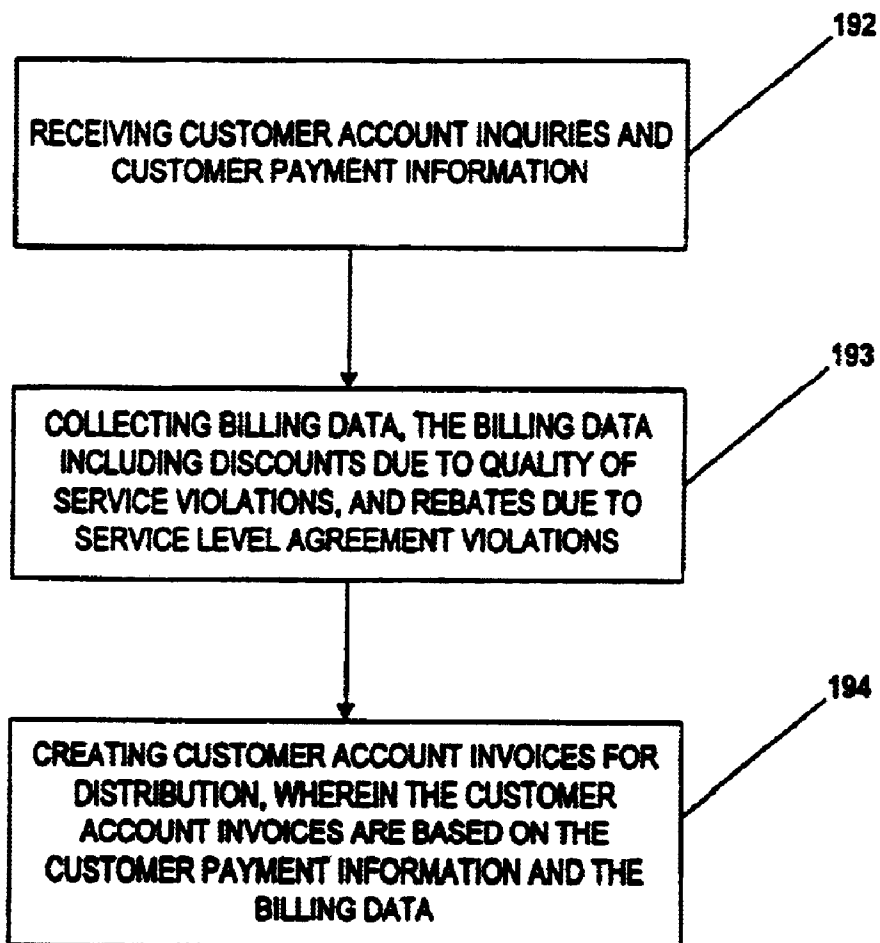 192
RECEIVING CUSTOMER ACCOUNT INQUIRIES AND
CUSTOMER PAYMENT INFORMATION
193
COLLECTING BILLING DATA, THE BILLING DATA
INCLUDING DISCOUNTS DUE TO QUALITY OF
SERVICE VIOLATIONS, AND REBATES DUE TO
SERVICE LEVEL AGREEMENT VIOLATIONS
194
CREATING CUSTOMER ACCOUNT INVOICES FOR
DISTRIBUTION, WHEREIN THE CUSTOMER
ACCOUNT INVOICES ARE BASED ON THE
CUSTOMER PAYMENT INFORMATION AND THE
BILLING DATA